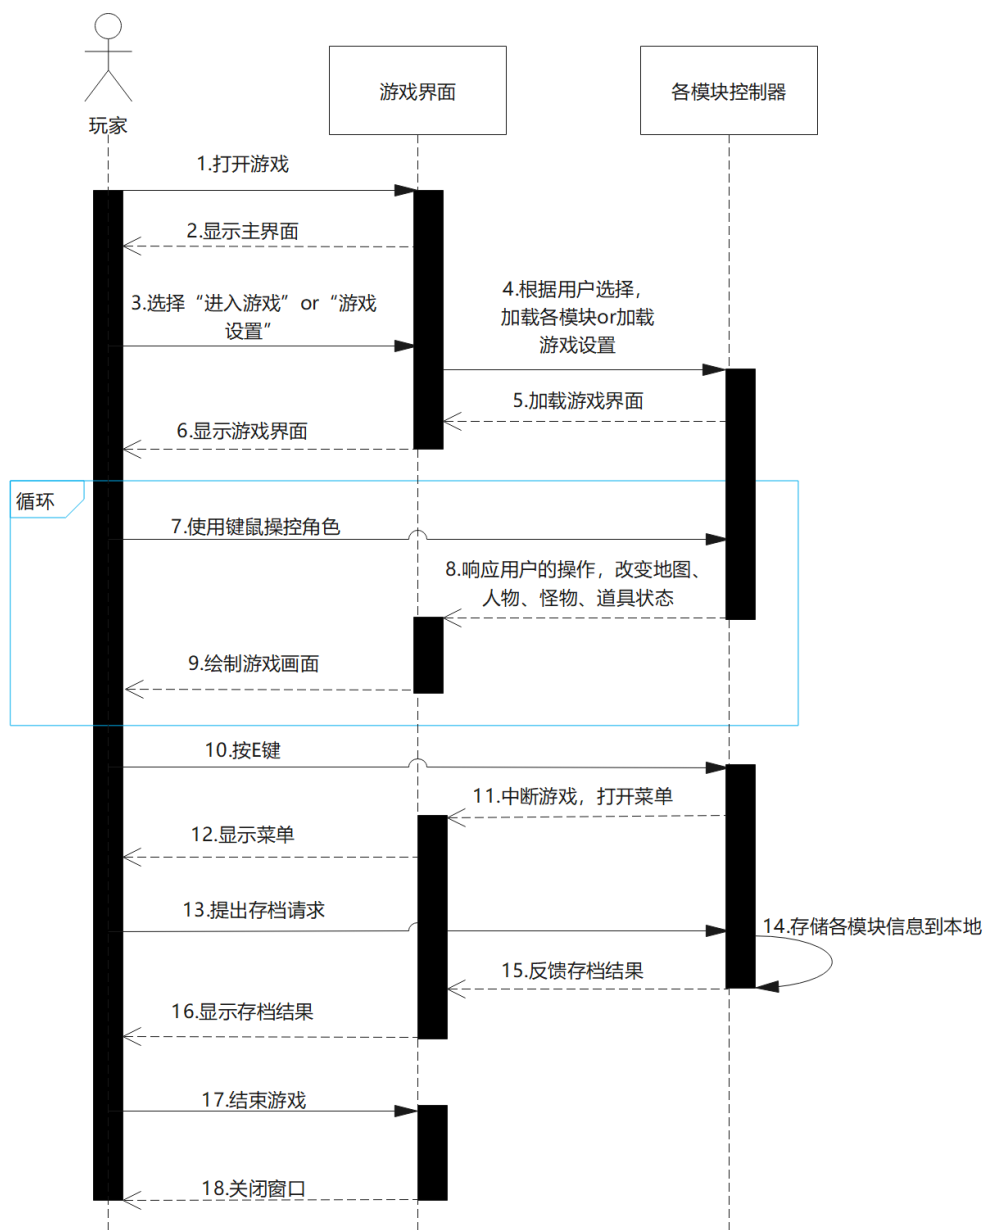 玩家
游戏界面
各模块控制器
1.打开游戏
2.显示主界面
3.选择“进入游戏”or“游戏
设置”
4.根据用户选择，
加载各模块or加载
游戏设置
5.加载游戏界面
6.显示游戏界面
循环
7.使用键鼠操控角色
8.响应用户的操作，改变地图、
人物、怪物、道具状态
9.绘制游戏画面
10.按E键
11.中断游戏，打开菜单
12.显示菜单
13.提出存档请求
14.存储各模块信息到本地
15.反馈存档结果
16.显示存档结果
17.结束游戏
18.关闭窗口